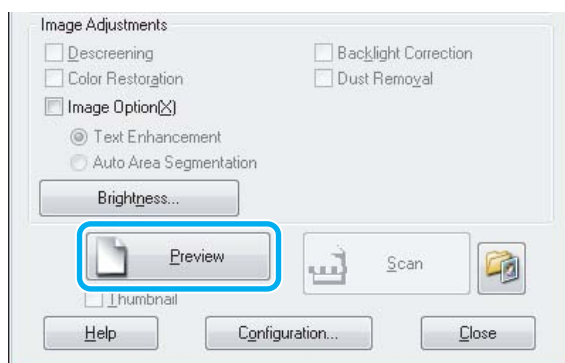 Image Adjustments
Descreening
Backlight Correction
Color Restoration
Dust Removal
Image Option(X)
Text Enhancement
Auto Area Segmentation
Brightness...
Preview
Scan
Thumbnail
Help
Configuration...
Close